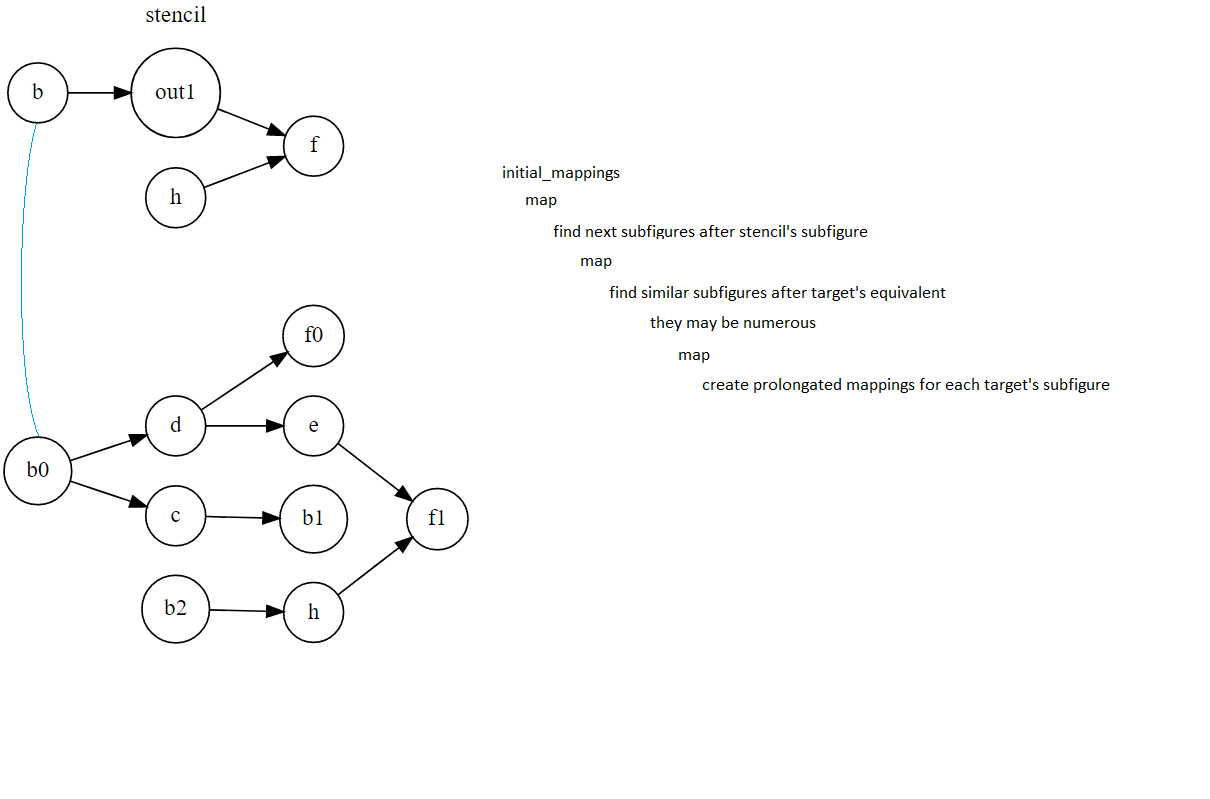 stencil
b
out1
f
h
initial_mappings
map
find next subfigures after stencil's subfigure
map
find similar subfigures after target's equivalent
they may be numerous
map
create prolongated mappings for each target's subfigure
f0
d
e
b0
c
b1
f1
b2
h